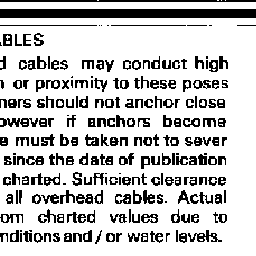 ABLES
d cables may conduct high
or proximity to these poses
ners should not anchor close
owever if anchors become
e must be taken not to sever
since the date of publication
charted. Sufficient clearance
all overhead cables. Actual
om charted values due to
nditions and / or water levels.